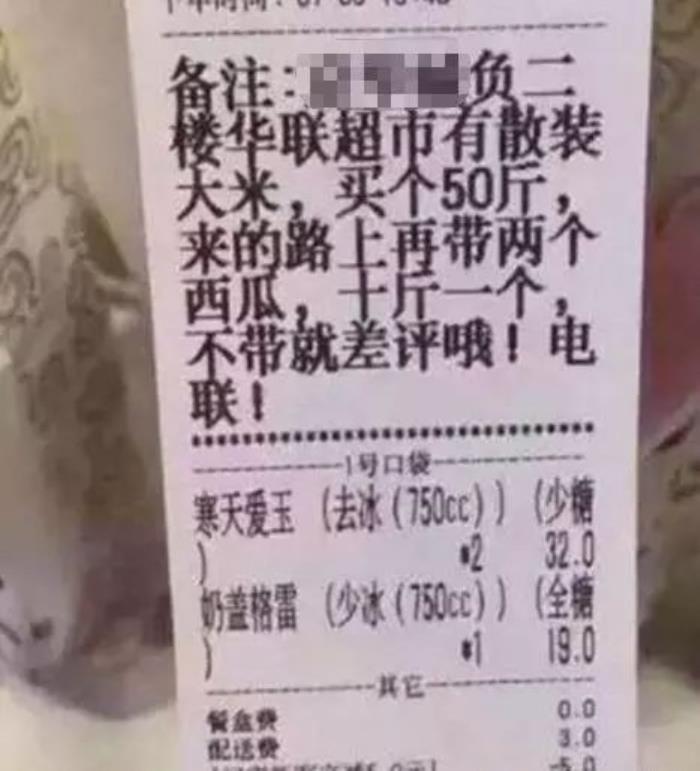 备注:负二
楼华联超市有散装
大米，买个50斤，
来的路上再带两个
西瓜，十斤一个，
不带就差评哦！电
联！
1号口袋
寒天爱玉 (去冰(750cc)) (少糖
) *2 32.0
奶盖格雷 (少冰(750cc)) (全糖
) *1 19.0
其它
餐盒费 0.0
配送费 3.0
-5.0